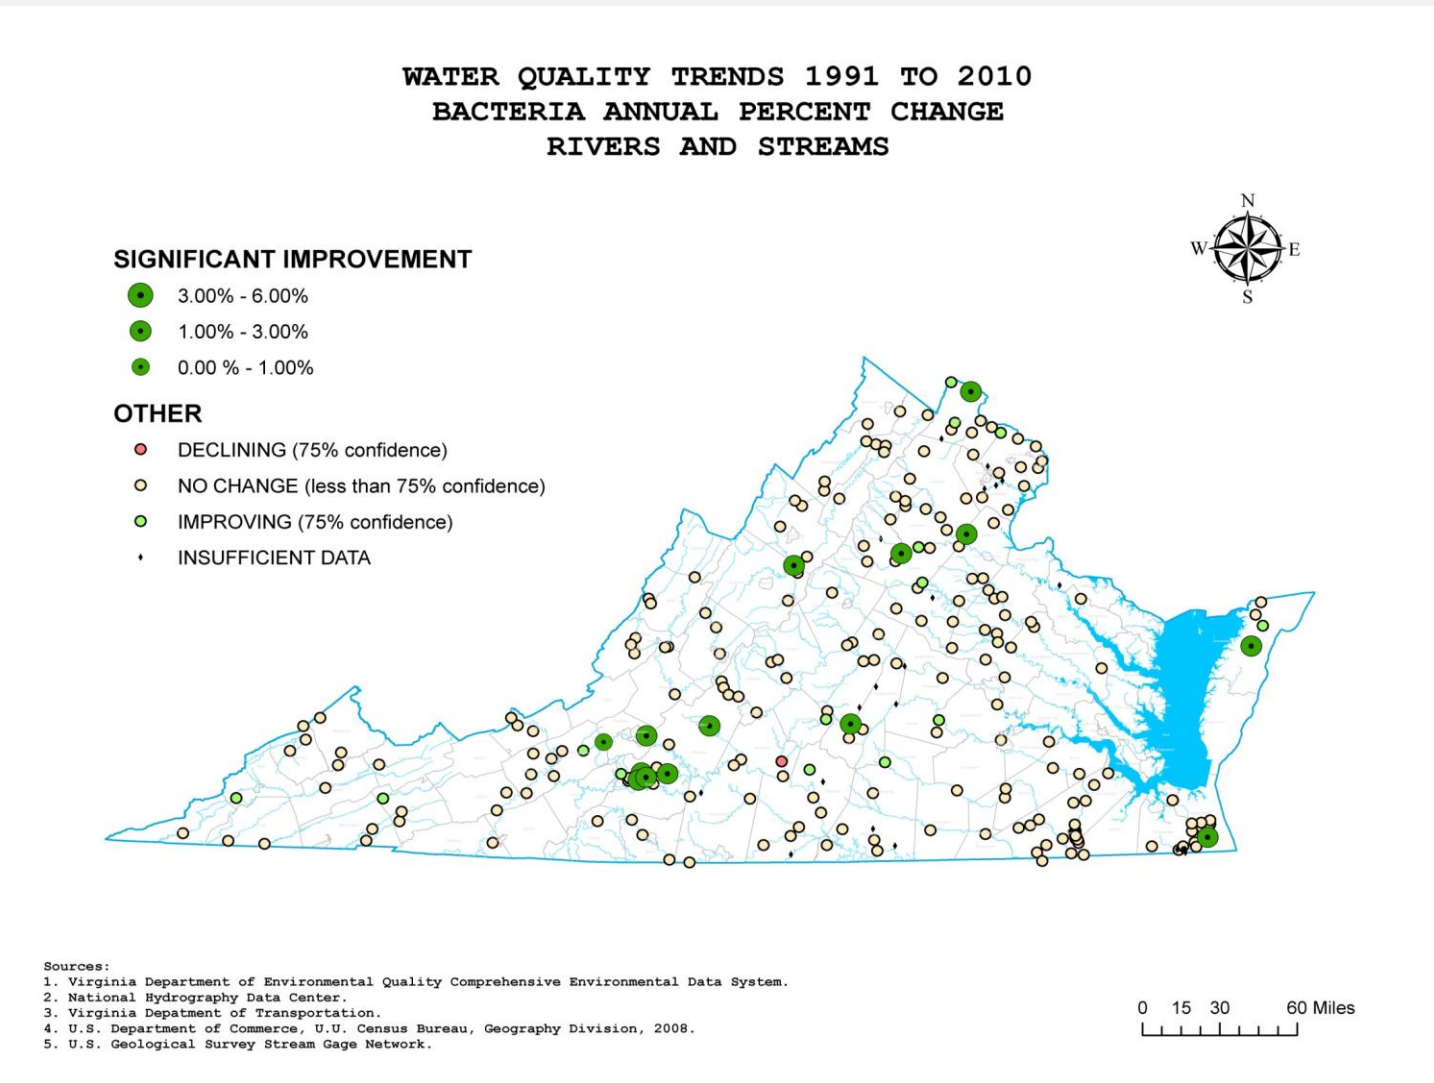 WATER QUALITY TRENDS 1991 TO 2010
BACTERIA ANNUAL PERCENT CHANGE
RIVERS AND STREAMS
N
W
E
S
SIGNIFICANT IMPROVEMENT
3.00% - 6.00%
1.00% - 3.00%
0.00 % - 1.00%
OTHER
DECLINING (75% confidence)
NO CHANGE (less than 75% confidence)
IMPROVING (75% confidence)
INSUFFICIENT DATA
Sources:
1. Virginia Department of Environmental Quality Comprehensive Environmental Data System.
2. National Hydrography Data Center.
3. Virginia Depatment of Transportation.
4. U.S. Department of Commerce, U.U. Census Bureau, Geography Division, 2008.
5. U.S. Geological Survey Stream Gage Network.
0 15 30 60 Miles